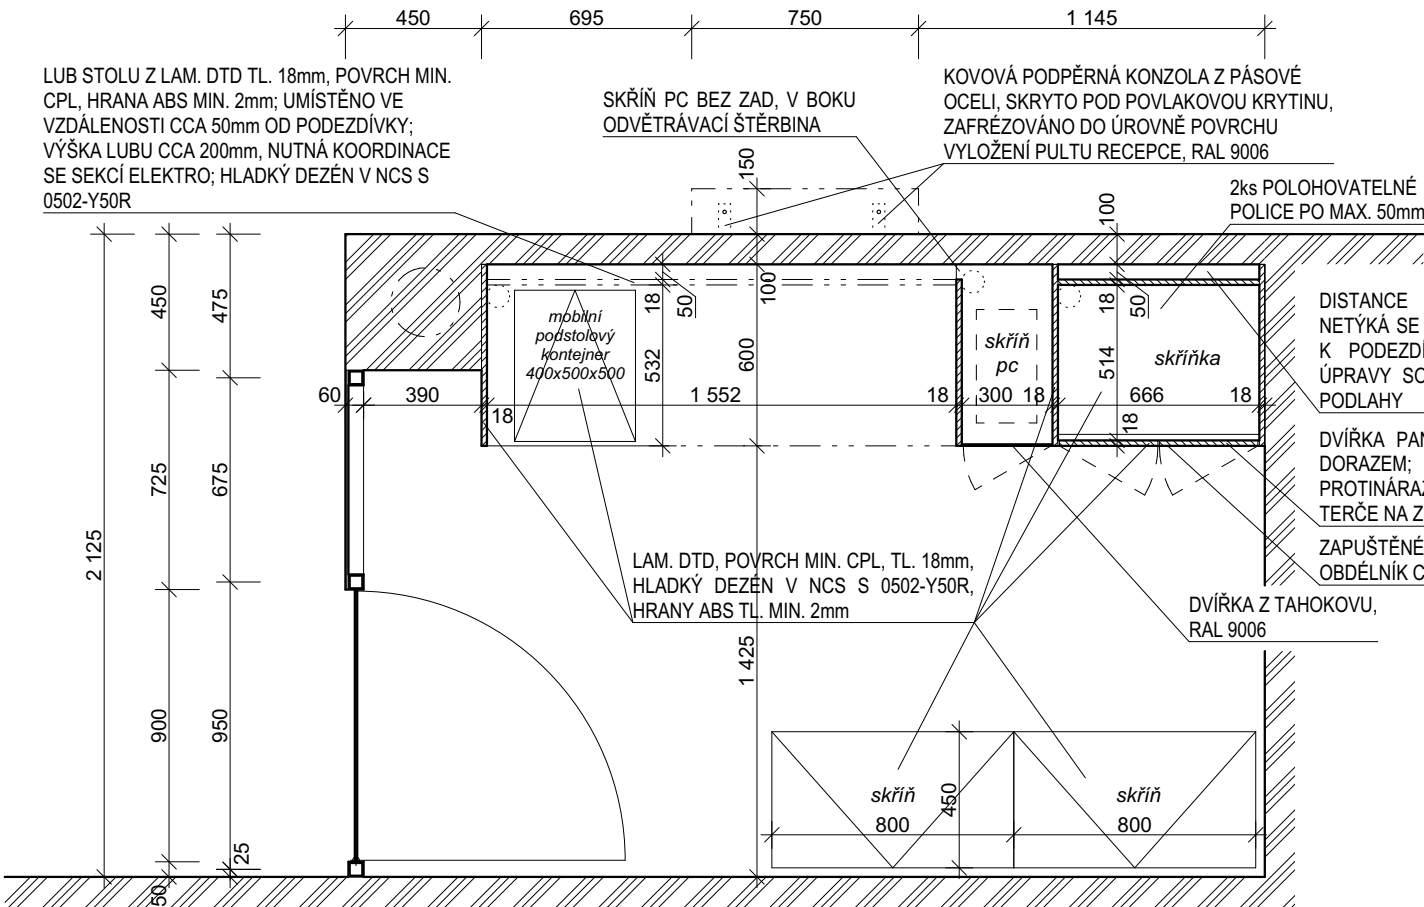 450
695
750
1 145
LUB STOLU Z LAM. DTD TL. 18mm, POVRCH MIN.
CPL, HRANA ABS MIN. 2mm; UMÍSTĚNO VE
VZDÁLENOSTI CCA 50mm OD PODEZDÍVKY;
VÝŠKA LUBU CCA 200mm, NUTNÁ KOORDINACE
SE SEKCÍ ELEKTRO; HLADKÝ DEZÉN V NCS S
0502-Y50R
SKŘÍŇ PC BEZ ZAD, V BOKU
ODVĚTRÁVACÍ ŠTĚRBINA
KOVOVÁ PODPĚRNÁ KONZOLA Z PÁSOVÉ
OCELI, SKRYTO POD POVLAKOVOU KRYTINU,
ZAFRÉZOVÁNO DO ÚROVNĚ POVRCHU
VYLOŽENÍ PULTU RECEPCE, RAL 9006
2ks POLOHOVATELNÉ
POLICE PO MAX. 50mm
150
100
450
475
18
50
100
18
50
mobilní
podstolový
kontejner
400x500x500
532
600
skříň
pc
514
skříňka
DISTANCE
NETÝKÁ SE
K PODEZDÍ
ÚPRAVY SO
PODLAHY
60
390
18
1 552
18
300
18
666
18
18
DVÍŘKA PAN
DORAZEM;
PROTINÁRAZ
TERČE NA Z
ZAPUŠTĚNÉ
OBDÉLNÍK C
725
675
2 125
LAM. DTD, POVRCH MIN. CPL, TL. 18mm,
HLADKÝ DEZÉN V NCS S 0502-Y50R,
HRANY ABS TL. MIN. 2mm
DVÍŘKA Z TAHOKOVU,
RAL 9006
1 425
900
950
skříň
450
skříň
800
800
25
50